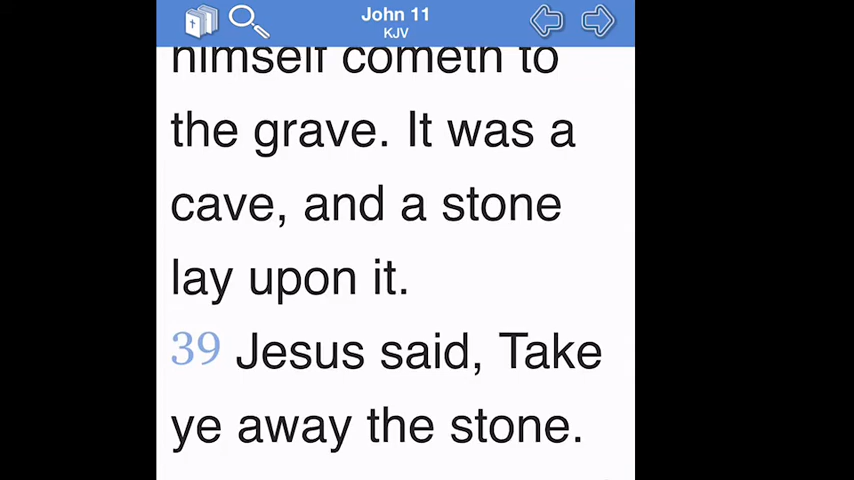 John 11
KJV
himself cometh to
the grave. It was a
cave, and a stone
lay upon it.
39 Jesus said, Take
ye away the stone.